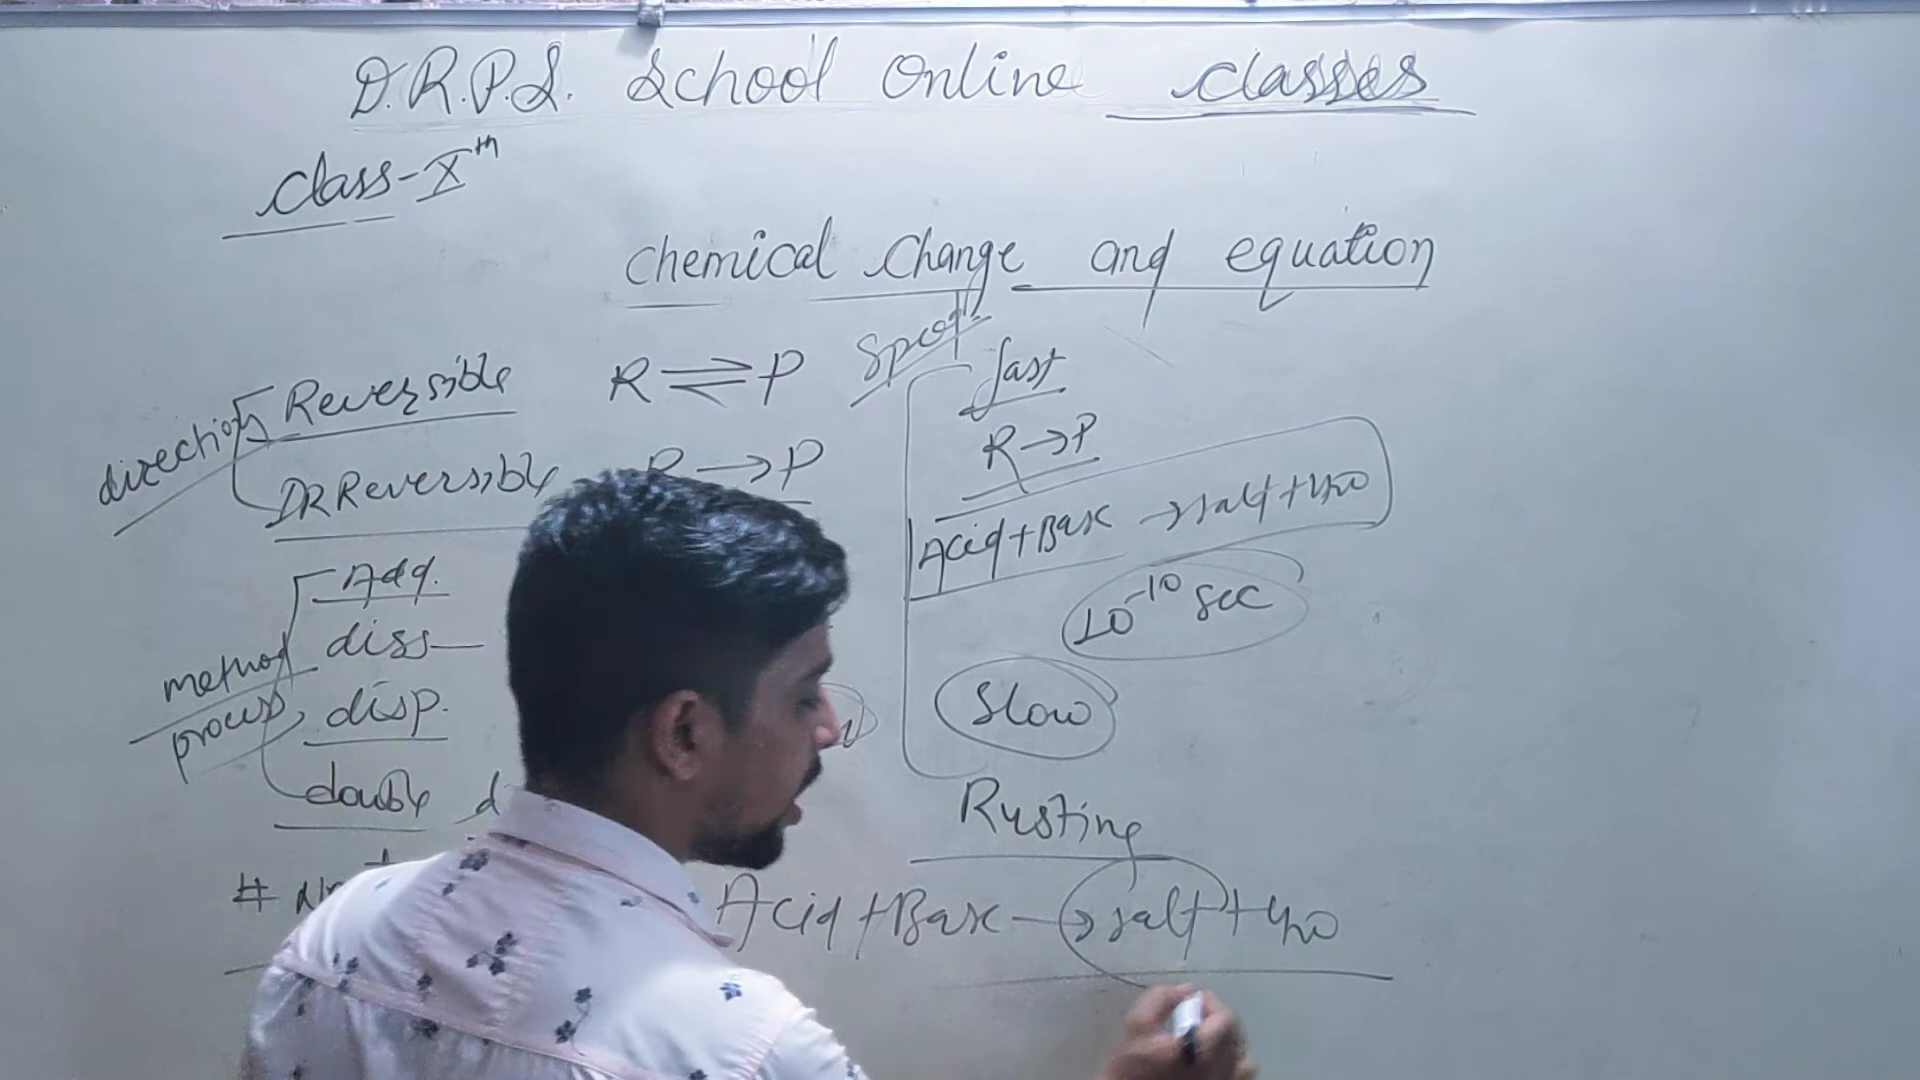 D.R.P.S. School Online classes
class-X th
chemical change and equation
direction
Reversible R ⇌ P
IRReversible R → P
method
process
Add.
diss—
disp.
double d
#
fast
R → P
Acid + Base → salt + H2O
10^-10 sec
Slow
Rusting
Acid + Base → salt + H2O